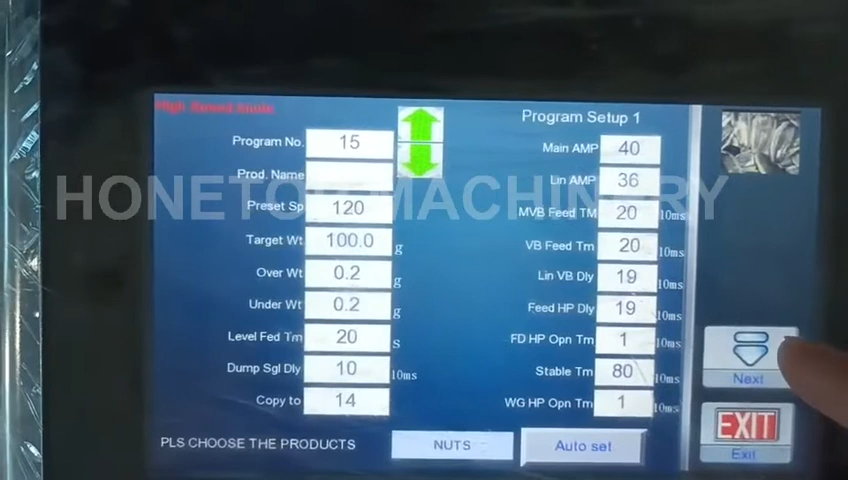 High Speed mode
Program Setup 1
Program No. 15
Prod. Name
Preset Sp 120
Target Wt 100.0 g
Over Wt 0.2 g
Under Wt 0.2 g
Level Fed Tm 20 s
Dump Sgl Dly 10 10ms
Copy to 14
Main AMP 40
Lin AMP 36
MVB Feed TM 20 10ms
VB Feed Tm 20 10ms
Lin VB Dly 19 10ms
Feed HP Dly 19 10ms
FD HP Opn Tm 1 10ms
Stable Tm 80 10ms
WG HP Opn Tm 1 10ms
PLS CHOOSE THE PRODUCTS NUTS Auto set
Next
EXIT
Exit
HONETOP MACHINERY